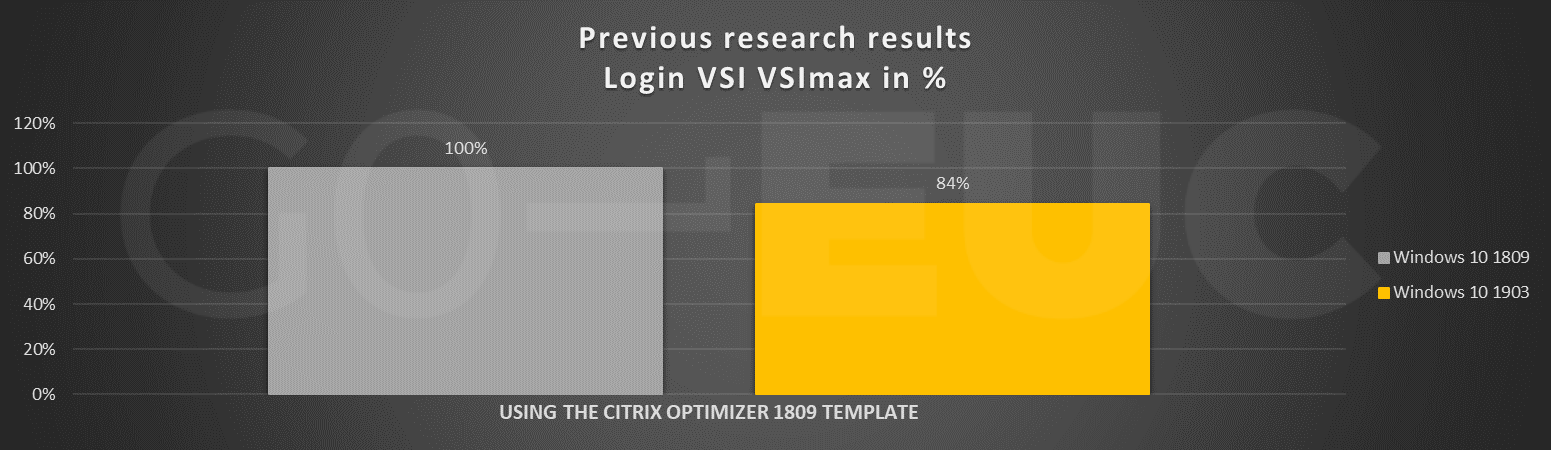 Previous research results
Login VSI VSImax in %
120%
100%
80%
60%
40%
20%
0%
100%
84%
GO-EUC
Windows 10 1809
Windows 10 1903
USING THE CITRIX OPTIMIZER 1809 TEMPLATE